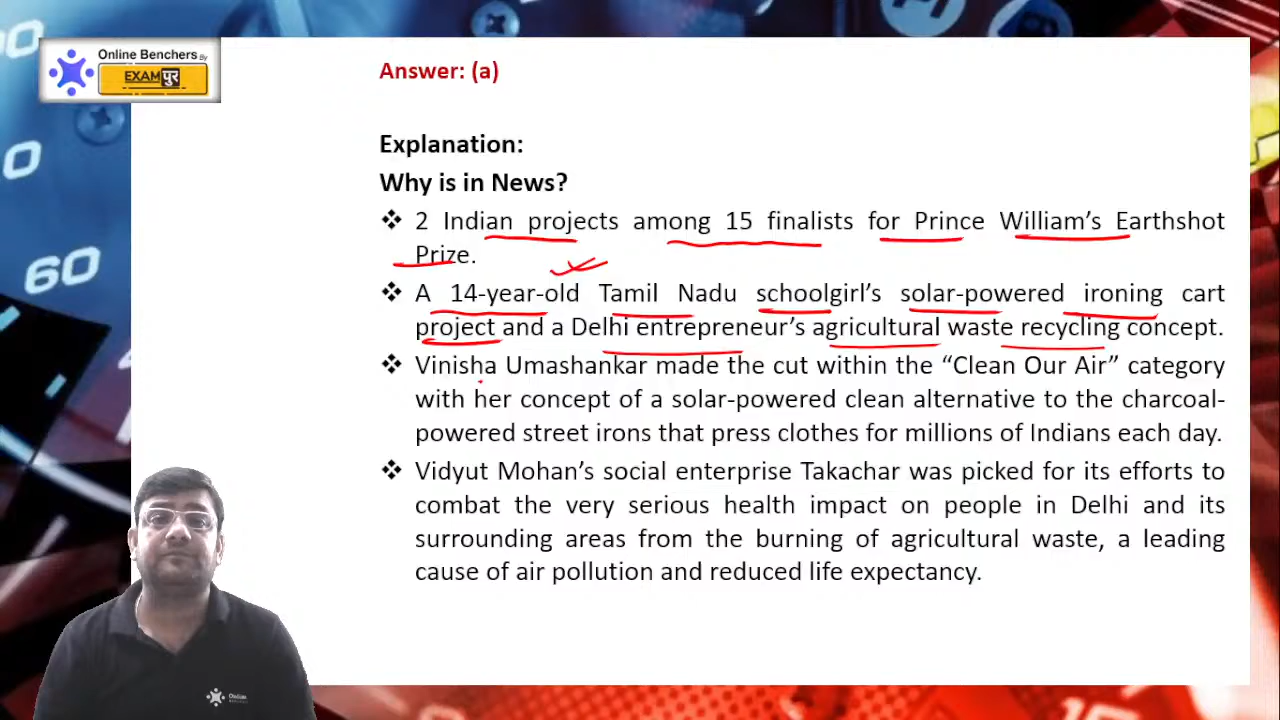 Online Benchers By
EXAMपुर
Answer: (a)
Explanation:
Why is in News?
❖ 2 Indian projects among 15 finalists for Prince William's Earthshot
Prize.
❖ A 14-year-old Tamil Nadu schoolgirl's solar-powered ironing cart
project and a Delhi entrepreneur's agricultural waste recycling concept.
❖ Vinisha Umashankar made the cut within the “Clean Our Air” category
with her concept of a solar-powered clean alternative to the charcoal-
powered street irons that press clothes for millions of Indians each day.
❖ Vidyut Mohan's social enterprise Takachar was picked for its efforts to
combat the very serious health impact on people in Delhi and its
surrounding areas from the burning of agricultural waste, a leading
cause of air pollution and reduced life expectancy.
0
60